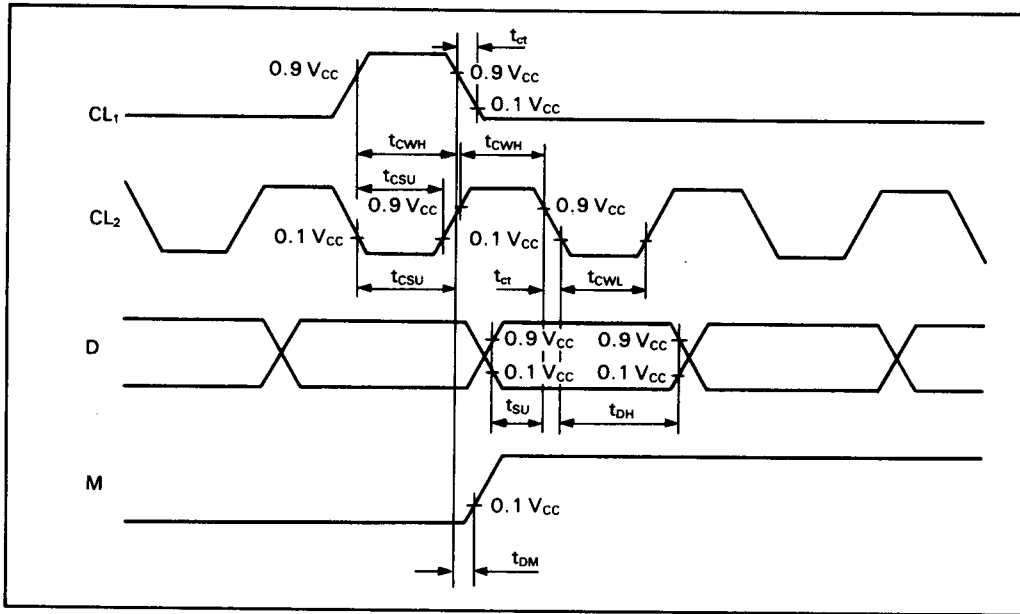 t_ct
0.9 V_CC
0.9 V_CC
0.1 V_CC
CL₁
t_CWH
t_CWH
t_CSU
0.9 V_CC
0.9 V_CC
CL₂
0.1 V_CC
0.1 V_CC
t_CSU
t_ct
t_CWL
D
0.9 V_CC
0.9 V_CC
0.1 V_CC
0.1 V_CC
t_SU
t_DH
M
0.1 V_CC
t_DM